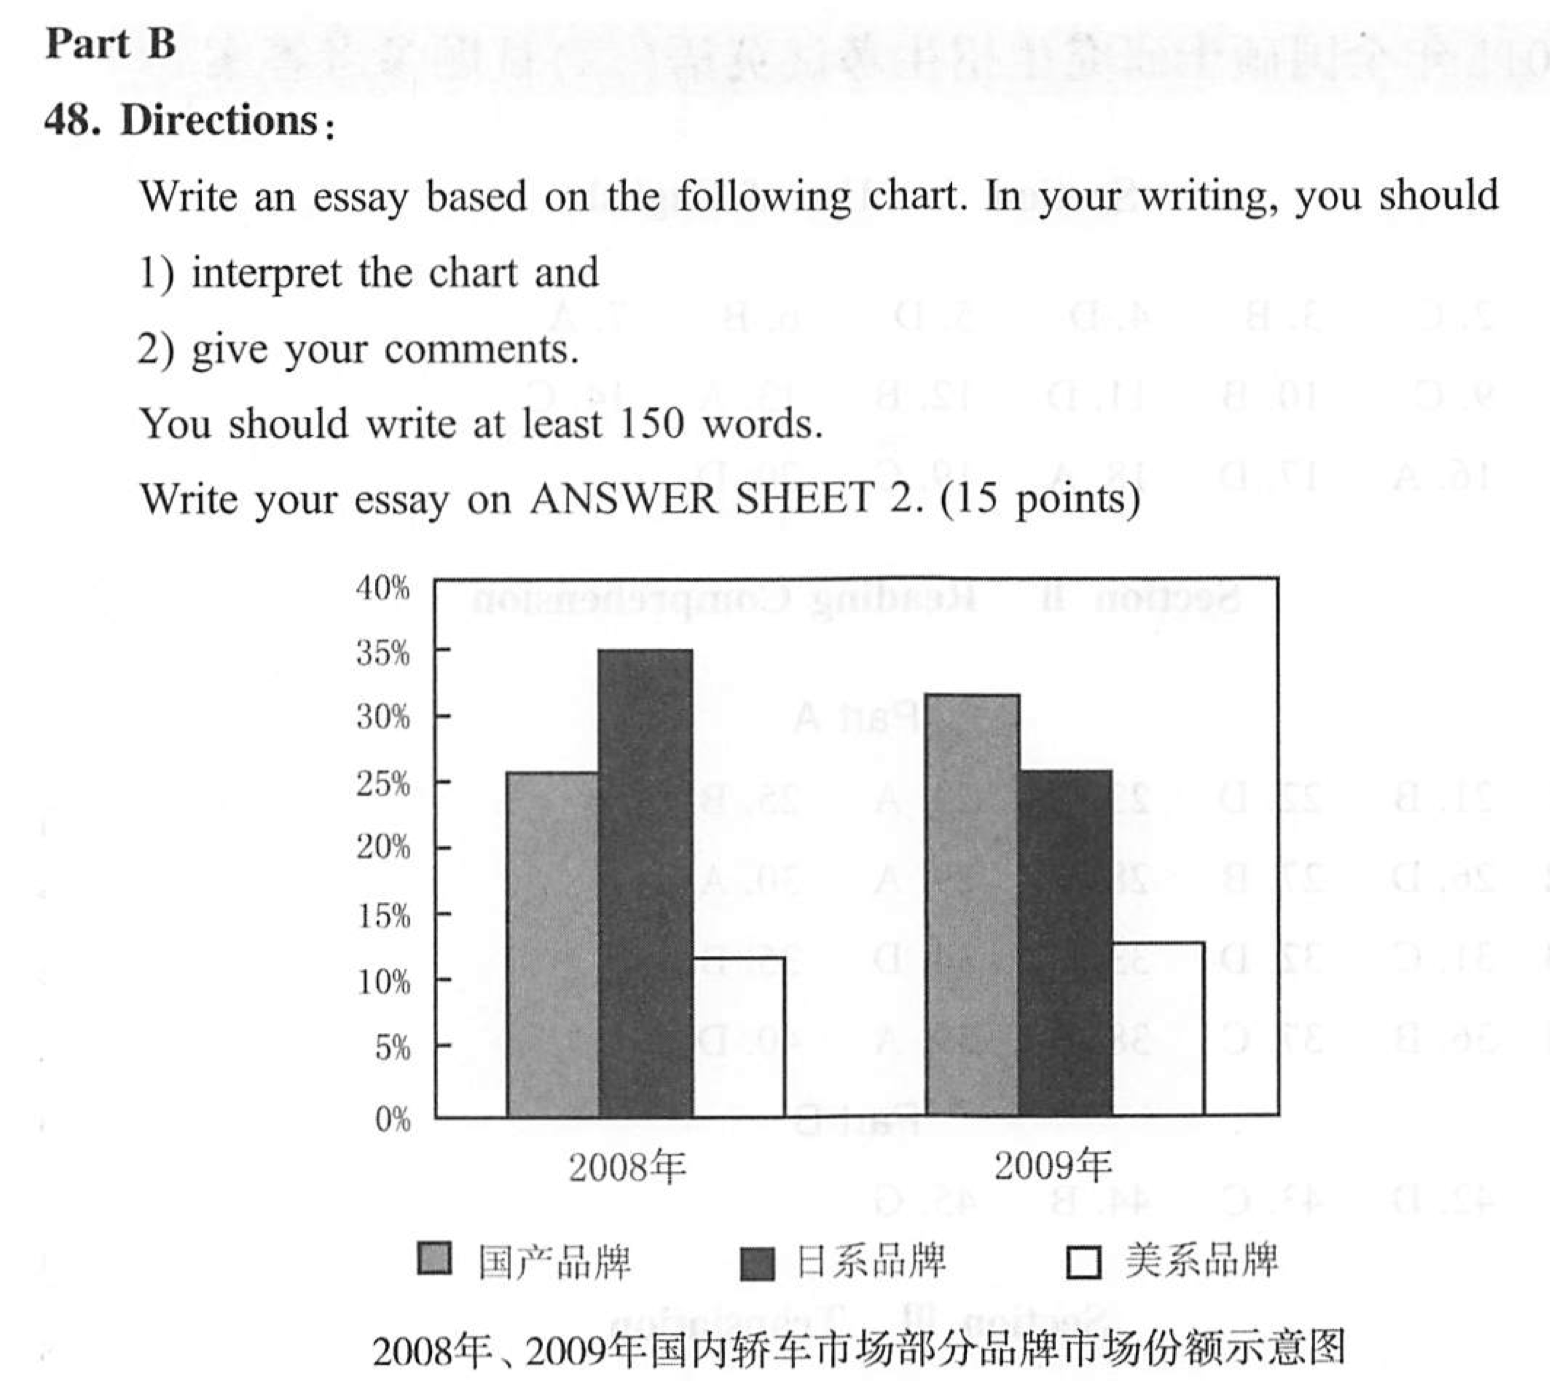 Part B
48. Directions:
Write an essay based on the following chart. In your writing, you should
1) interpret the chart and
2) give your comments.
You should write at least 150 words.
Write your essay on ANSWER SHEET 2. (15 points)
40%
35%
30%
25%
20%
15%
10%
5%
0%
2008年 2009年
国产品牌 日系品牌 美系品牌
2008年、2009年国内轿车市场部分品牌市场份额示意图